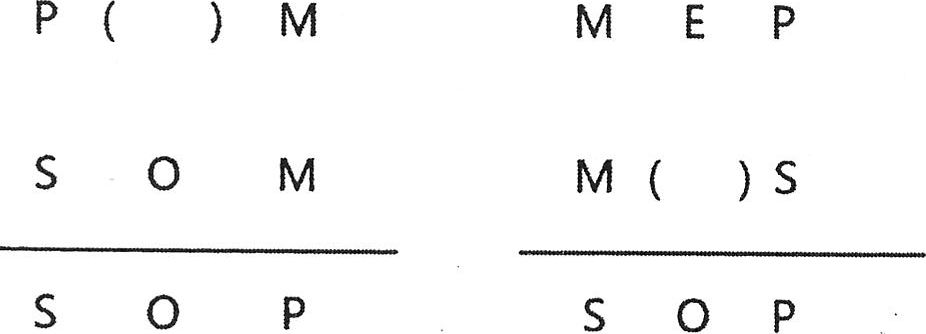 P (   ) M    M E P
S O M    M (   ) S
S O P    S O P